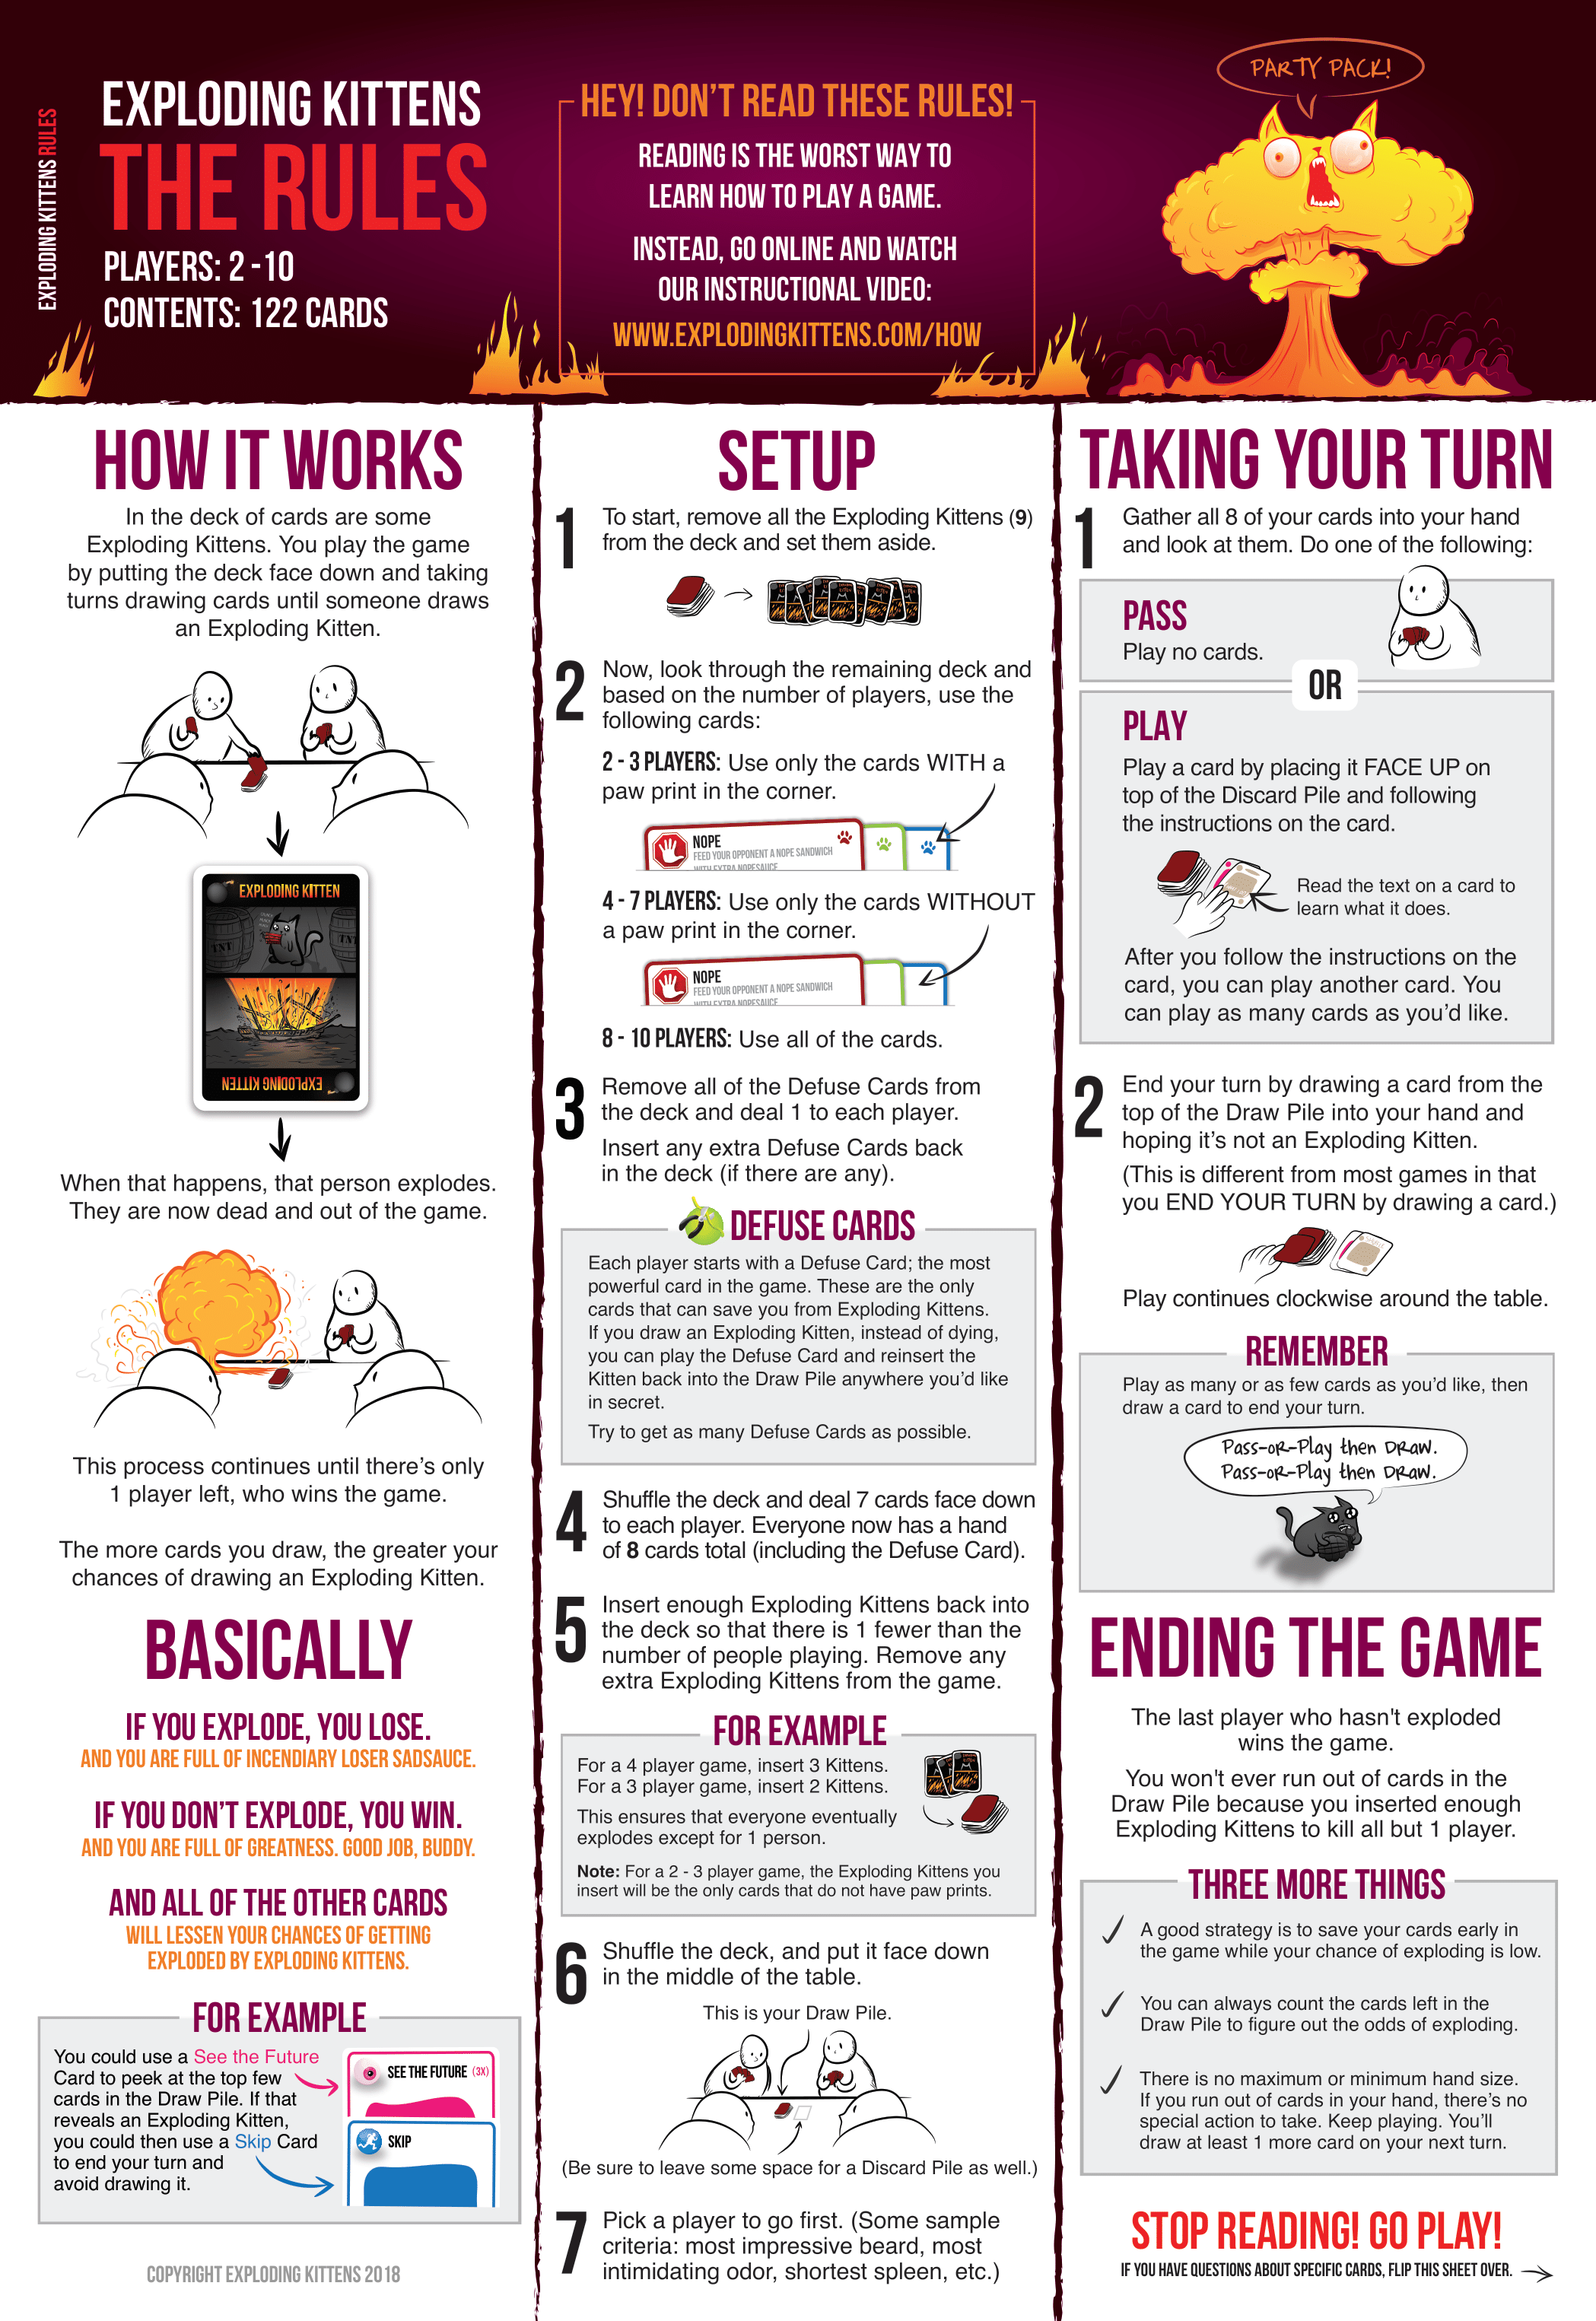 EXPLODING KITTENS RULES
EXPLODING KITTENS
THE RULES
PLAYERS: 2 -10
CONTENTS: 122 CARDS
HEY! DON'T READ THESE RULES!
READING IS THE WORST WAY TO
LEARN HOW TO PLAY A GAME.
INSTEAD, GO ONLINE AND WATCH
OUR INSTRUCTIONAL VIDEO:
WWW.EXPLODINGKITTENS.COM/HOW
PARTY PACK!
HOW IT WORKS
In the deck of cards are some
Exploding Kittens. You play the game
by putting the deck face down and taking
turns drawing cards until someone draws
an Exploding Kitten.
EXPLODING KITTEN
TNT
TNT
EXPLODING KITTEN
When that happens, that person explodes.
They are now dead and out of the game.
This process continues until there's only
1 player left, who wins the game.
The more cards you draw, the greater your
chances of drawing an Exploding Kitten.
BASICALLY
IF YOU EXPLODE, YOU LOSE.
AND YOU ARE FULL OF INCENDIARY LOSER SADSAUCE.
IF YOU DON'T EXPLODE, YOU WIN.
AND YOU ARE FULL OF GREATNESS. GOOD JOB, BUDDY.
AND ALL OF THE OTHER CARDS
WILL LESSEN YOUR CHANCES OF GETTING
EXPLODED BY EXPLODING KITTENS.
FOR EXAMPLE
You could use a See the Future
Card to peek at the top few
cards in the Draw Pile. If that
reveals an Exploding Kitten,
you could then use a Skip Card
to end your turn and
avoid drawing it.
SEE THE FUTURE (3X)
SKIP
COPYRIGHT EXPLODING KITTENS 2018
SETUP
1
To start, remove all the Exploding Kittens (9)
from the deck and set them aside.
2
Now, look through the remaining deck and
based on the number of players, use the
following cards:
2 - 3 PLAYERS: Use only the cards WITH a
paw print in the corner.
NOPE
FEED YOUR OPPONENT A NOPE SANDWICH
WITH EXTRA NOPESAUCE
4 - 7 PLAYERS: Use only the cards WITHOUT
a paw print in the corner.
NOPE
FEED YOUR OPPONENT A NOPE SANDWICH
WITH EXTRA NOPESAUCE
8 - 10 PLAYERS: Use all of the cards.
3
Remove all of the Defuse Cards from
the deck and deal 1 to each player.
Insert any extra Defuse Cards back
in the deck (if there are any).
DEFUSE CARDS
Each player starts with a Defuse Card; the most
powerful card in the game. These are the only
cards that can save you from Exploding Kittens.
If you draw an Exploding Kitten, instead of dying,
you can play the Defuse Card and reinsert the
Kitten back into the Draw Pile anywhere you'd like
in secret.
Try to get as many Defuse Cards as possible.
4
Shuffle the deck and deal 7 cards face down
to each player. Everyone now has a hand
of 8 cards total (including the Defuse Card).
5
Insert enough Exploding Kittens back into
the deck so that there is 1 fewer than the
number of people playing. Remove any
extra Exploding Kittens from the game.
FOR EXAMPLE
For a 4 player game, insert 3 Kittens.
For a 3 player game, insert 2 Kittens.
This ensures that everyone eventually
explodes except for 1 person.
Note: For a 2 - 3 player game, the Exploding Kittens you
insert will be the only cards that do not have paw prints.
6
Shuffle the deck, and put it face down
in the middle of the table.
This is your Draw Pile.
(Be sure to leave some space for a Discard Pile as well.)
7
Pick a player to go first. (Some sample
criteria: most impressive beard, most
intimidating odor, shortest spleen, etc.)
TAKING YOUR TURN
1
Gather all 8 of your cards into your hand
and look at them. Do one of the following:
PASS
Play no cards.
OR
PLAY
Play a card by placing it FACE UP on
top of the Discard Pile and following
the instructions on the card.
Read the text on a card to
learn what it does.
After you follow the instructions on the
card, you can play another card. You
can play as many cards as you'd like.
2
End your turn by drawing a card from the
top of the Draw Pile into your hand and
hoping it's not an Exploding Kitten.
(This is different from most games in that
you END YOUR TURN by drawing a card.)
Play continues clockwise around the table.
REMEMBER
Play as many or as few cards as you'd like, then
draw a card to end your turn.
Pass-OR-Play then DRAW.
Pass-OR-Play then DRAW.
ENDING THE GAME
The last player who hasn't exploded
wins the game.
You won't ever run out of cards in the
Draw Pile because you inserted enough
Exploding Kittens to kill all but 1 player.
THREE MORE THINGS
A good strategy is to save your cards early in
the game while your chance of exploding is low.
You can always count the cards left in the
Draw Pile to figure out the odds of exploding.
There is no maximum or minimum hand size.
If you run out of cards in your hand, there's no
special action to take. Keep playing. You'll
draw at least 1 more card on your next turn.
STOP READING! GO PLAY!
IF YOU HAVE QUESTIONS ABOUT SPECIFIC CARDS, FLIP THIS SHEET OVER.